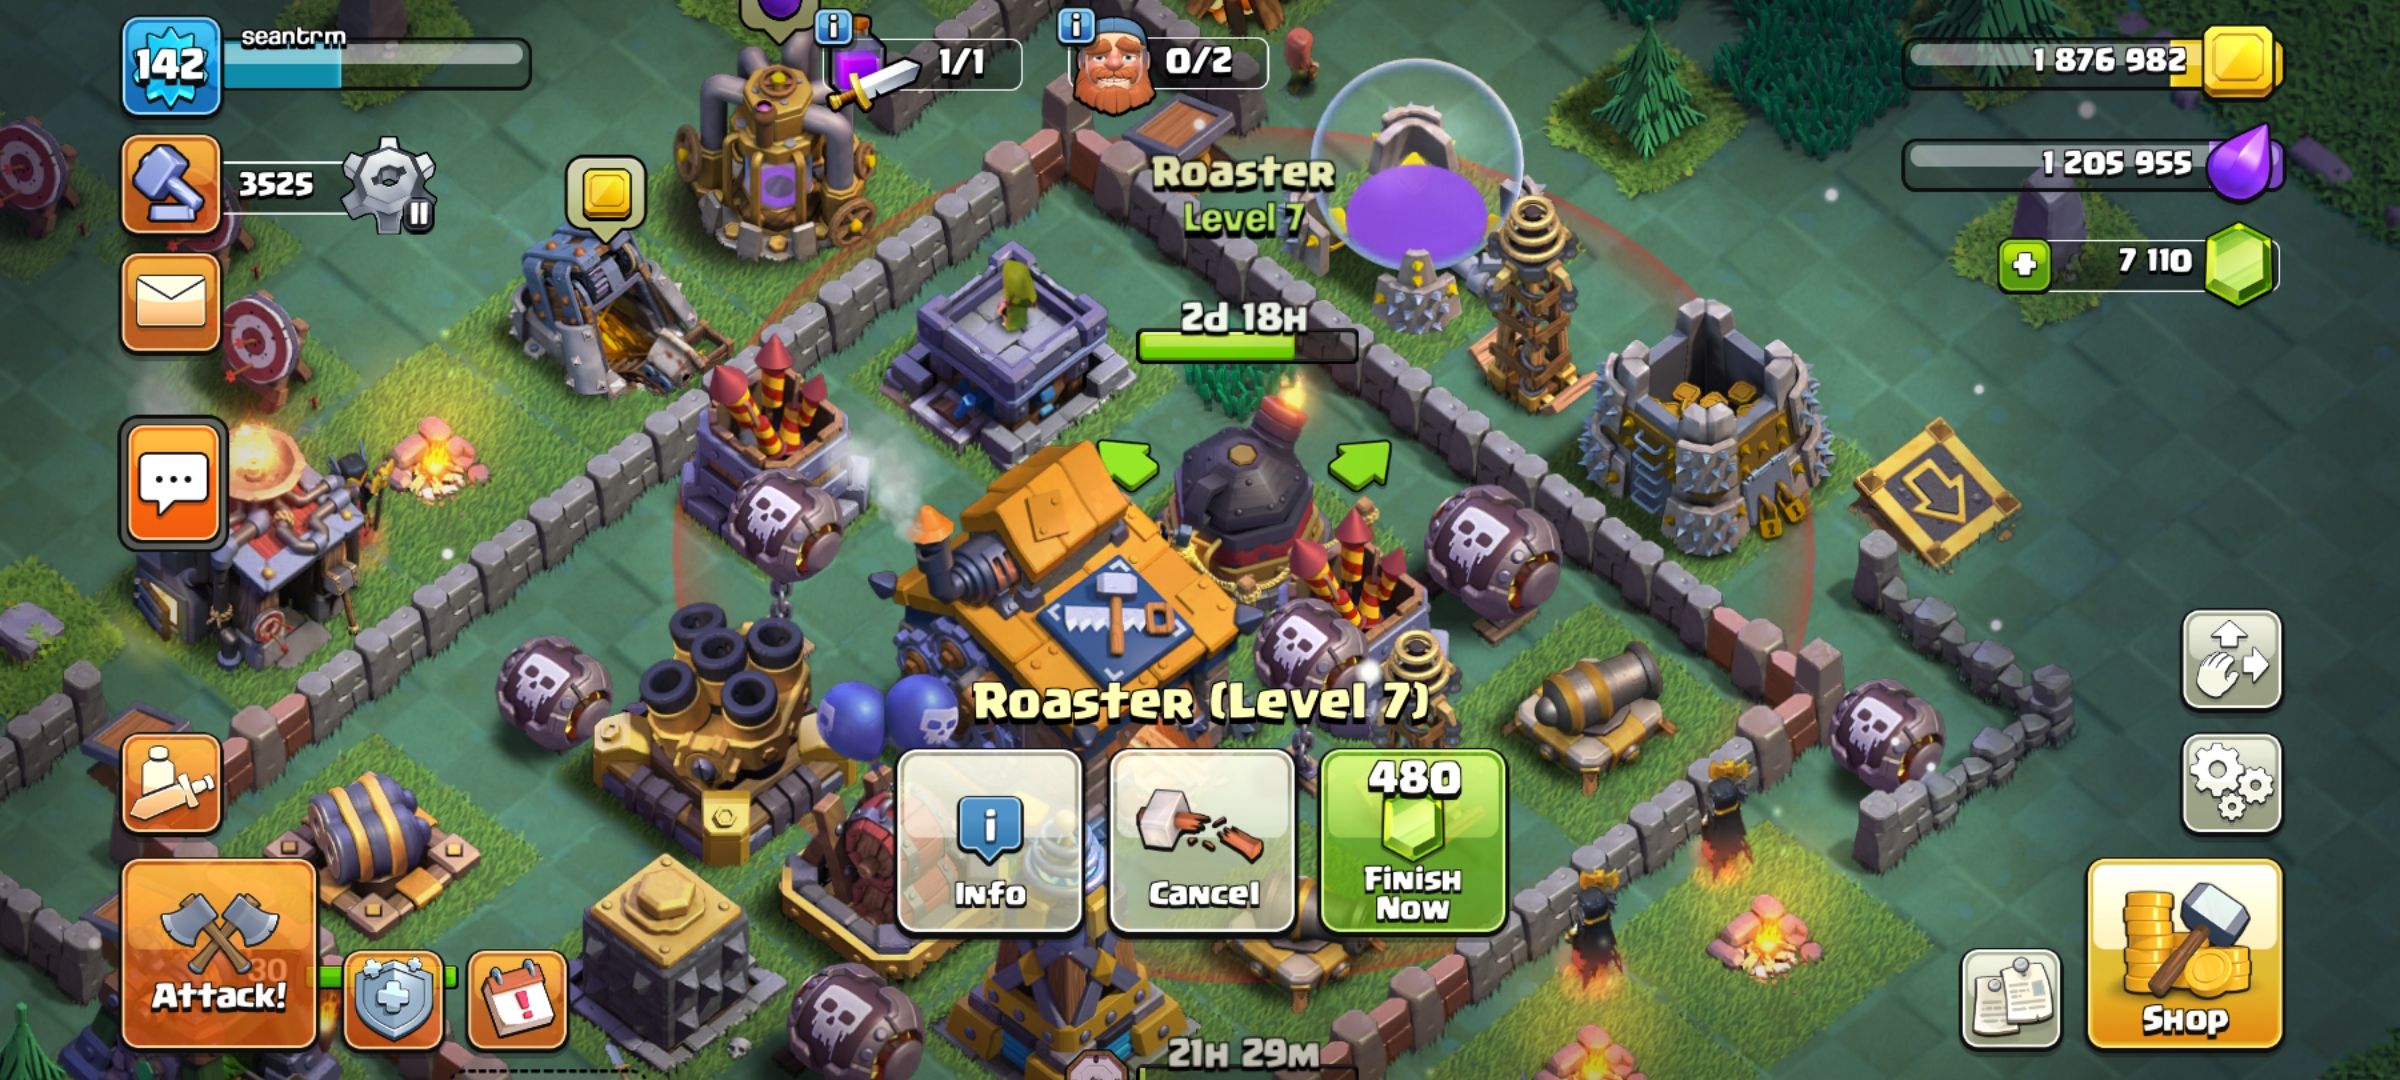 142
seantrm
1/1
0/2
1 876 982
3525
1 205 955
7 110
Roaster
Level 7
2d 18H
Roaster (Level 7)
480
Info
Cancel
Finish
Now
30
Attack!
Shop
21H 29M